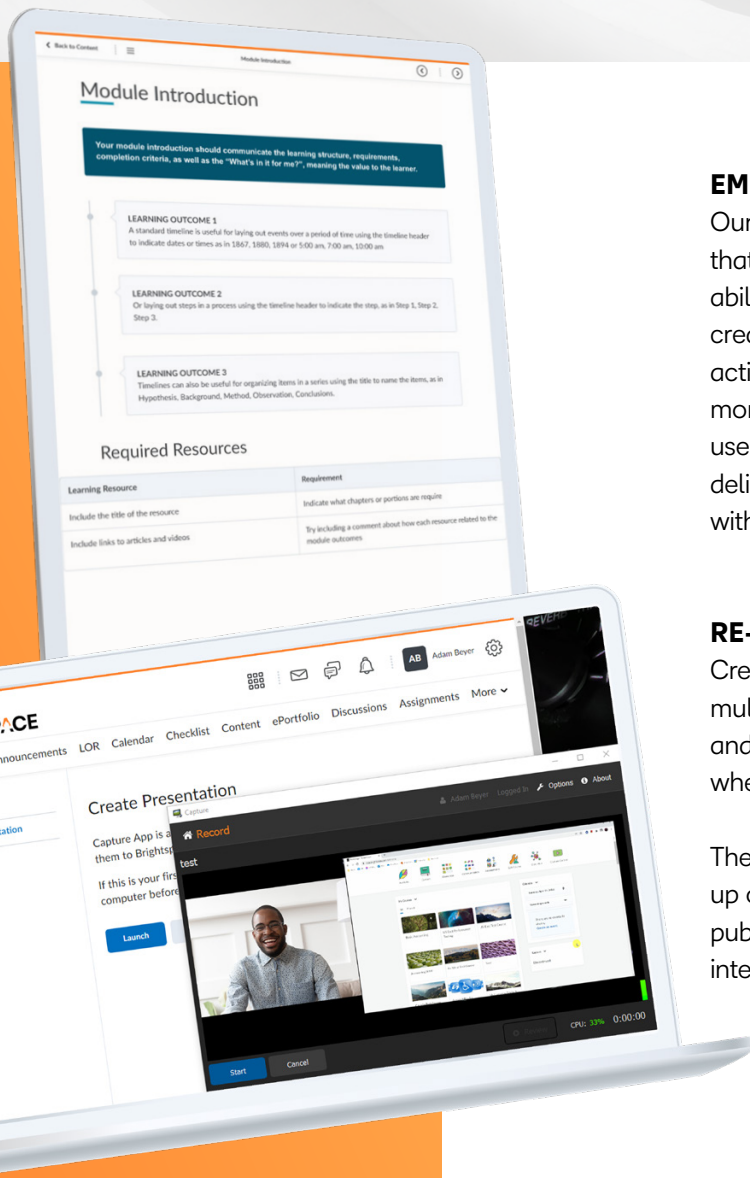 Back to Content
Module Introduction
Module Introduction
Your module introduction should communicate the learning structure, requirements,
completion criteria, as well as the "What's in it for me?", meaning the value to the learner.
LEARNING OUTCOME 1
A standard timeline is useful for laying out events over a period of time using the timeline header
to indicate dates or times as in 1867, 1880, 1894 or 5:00 am, 7:00 am, 10:00 am
LEARNING OUTCOME 2
Or laying out steps in a process using the timeline header to indicate the step, as in Step 1, Step 2,
Step 3.
LEARNING OUTCOME 3
Timelines can also be useful for organizing items in a series using the title to name the items, as in
Hypothesis, Background, Method, Observation, Conclusions.
Required Resources
Learning Resource Requirement
Include the title of the resource Indicate what chapters or portions are require
Include links to articles and videos Try including a comment about how each resource related to the
module outcomes
EM
Our
that
abil
crea
acti
mor
use
deli
with
RE-
Cre
mul
and
whe
The
up
pub
inte
ACE
AB Adam Beyer
nnouncements LOR Calendar Checklist Content ePortfolio Discussions Assignments More
tation
Create Presentation
Capture App is a
them to Brightsp
If this is your firs
computer before
Launch
REVERB
Capture
Record
Adam Beyer Logged In Options About
test
Start Cancel
CPU: 33% 0:00:00